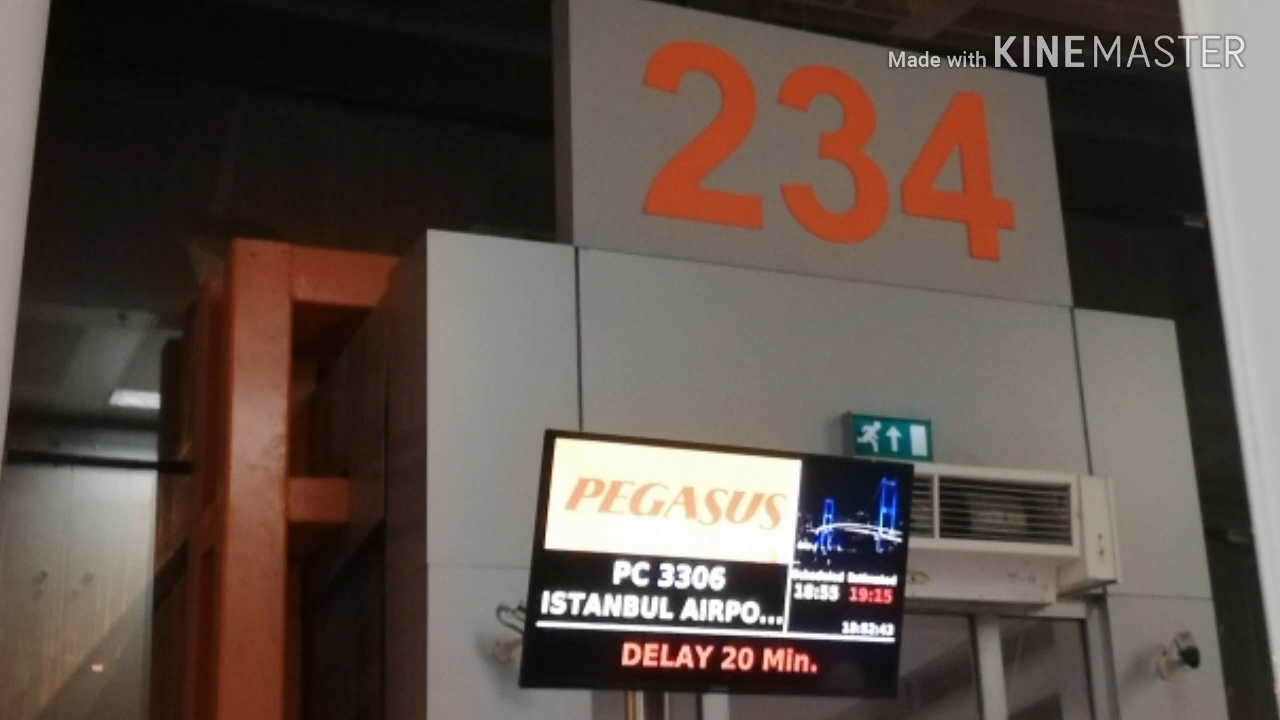 Made with KINEMASTER
234
PEGASUS
PC 3306
ISTANBUL AIRPO...
Scheduled Estimated
18:55 19:15
18:52:43
DELAY 20 Min.